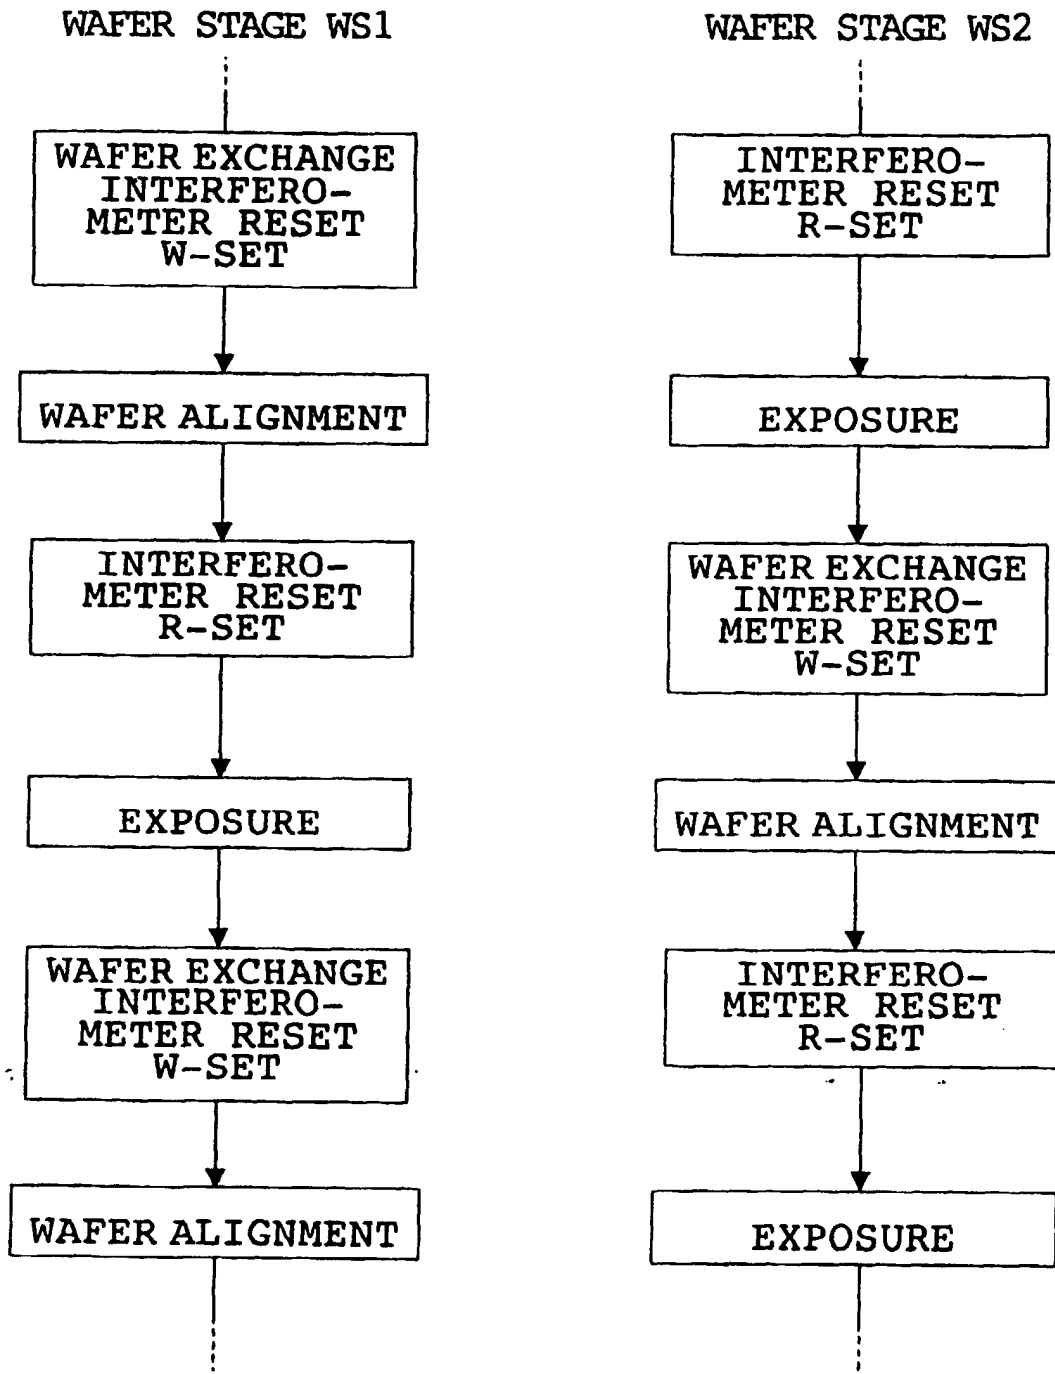 WAFER STAGE WS1
WAFER EXCHANGE
INTERFERO-
METER RESET
W-SET
WAFER ALIGNMENT
INTERFERO-
METER RESET
R-SET
EXPOSURE
WAFER EXCHANGE
INTERFERO-
METER RESET
W-SET
WAFER ALIGNMENT
WAFER STAGE WS2
INTERFERO-
METER RESET
R-SET
EXPOSURE
WAFER EXCHANGE
INTERFERO-
METER RESET
W-SET
WAFER ALIGNMENT
INTERFERO-
METER RESET
R-SET
EXPOSURE